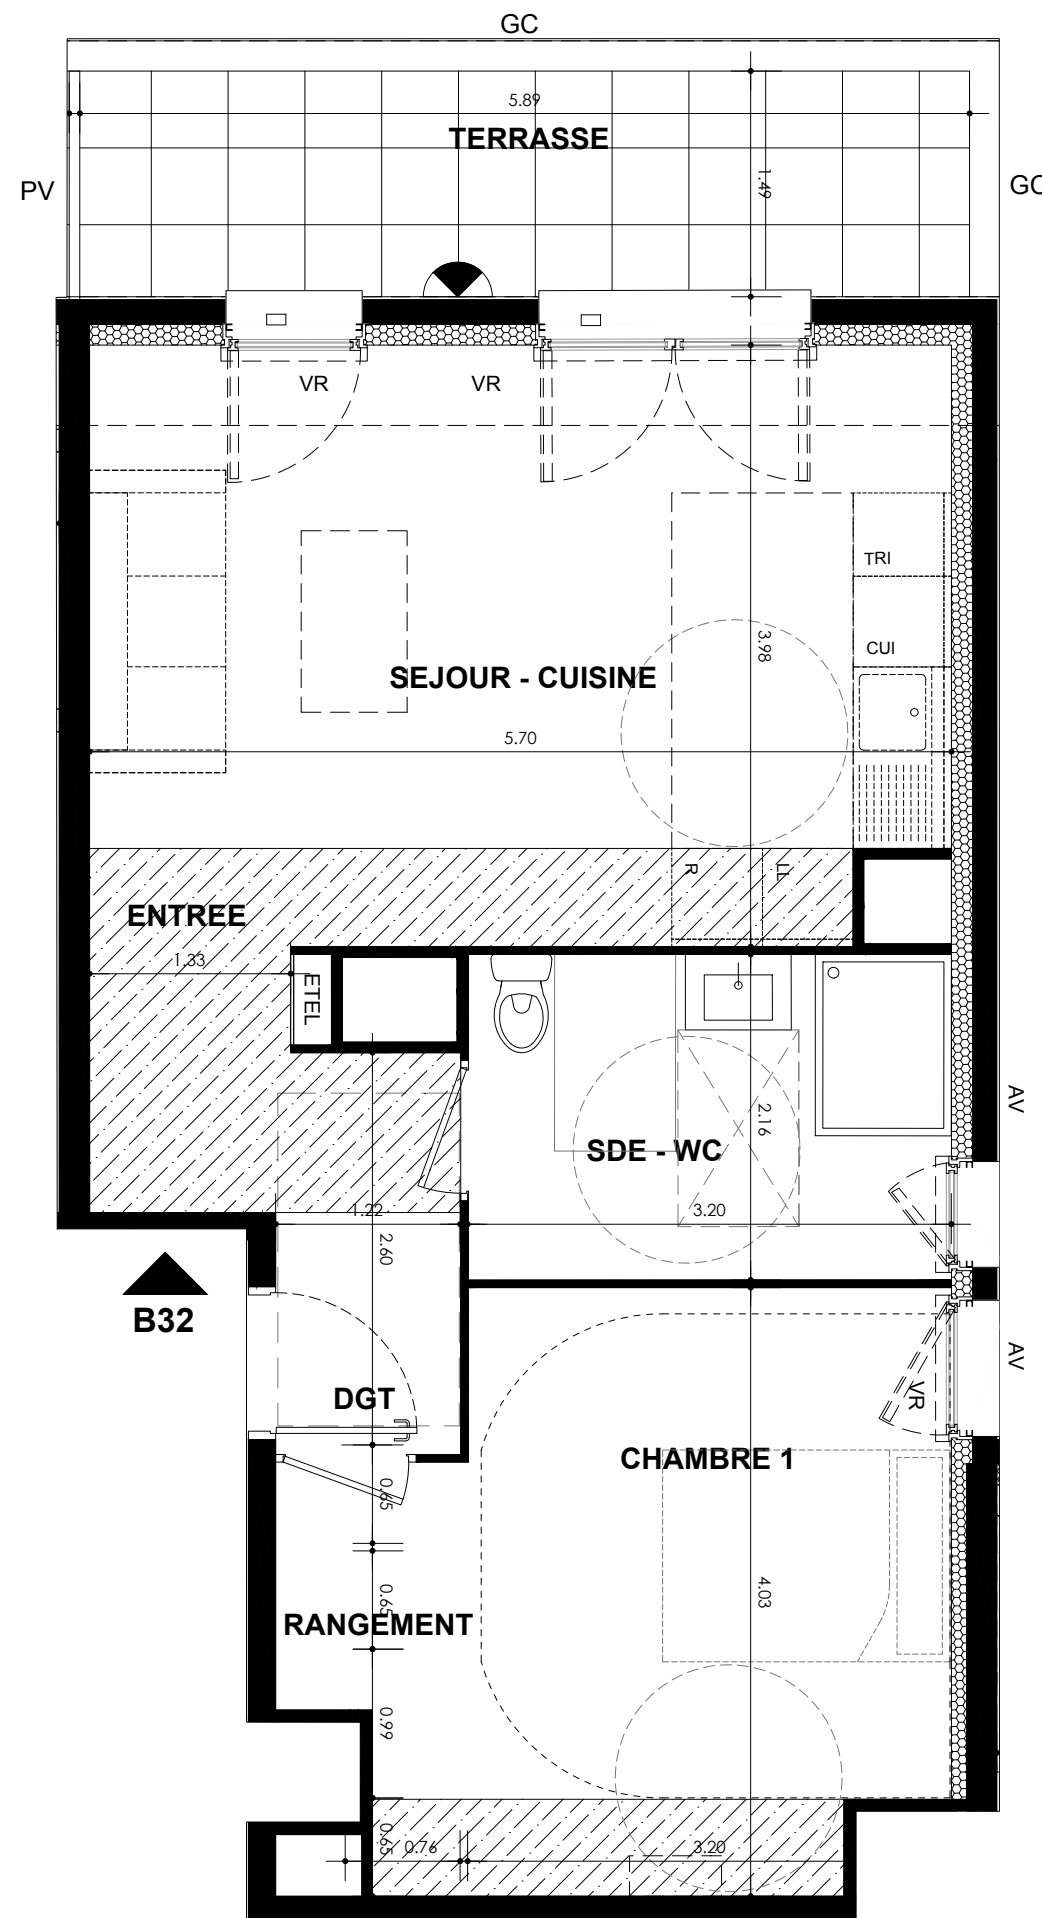 GC
5.89
TERRASSE
1.49
PV
GC
VR
VR
TRI
3.98
CUI
SEJOUR - CUISINE
5.70
R
LL
ENTREE
1.33
ETEL
AV
2.16
SDE - WC
1.22
3.20
2.60
B32
AV
DGT
VR
CHAMBRE 1
0.65
4.03
0.65
RANGEMENT
0.99
0.65
0.76
3.20